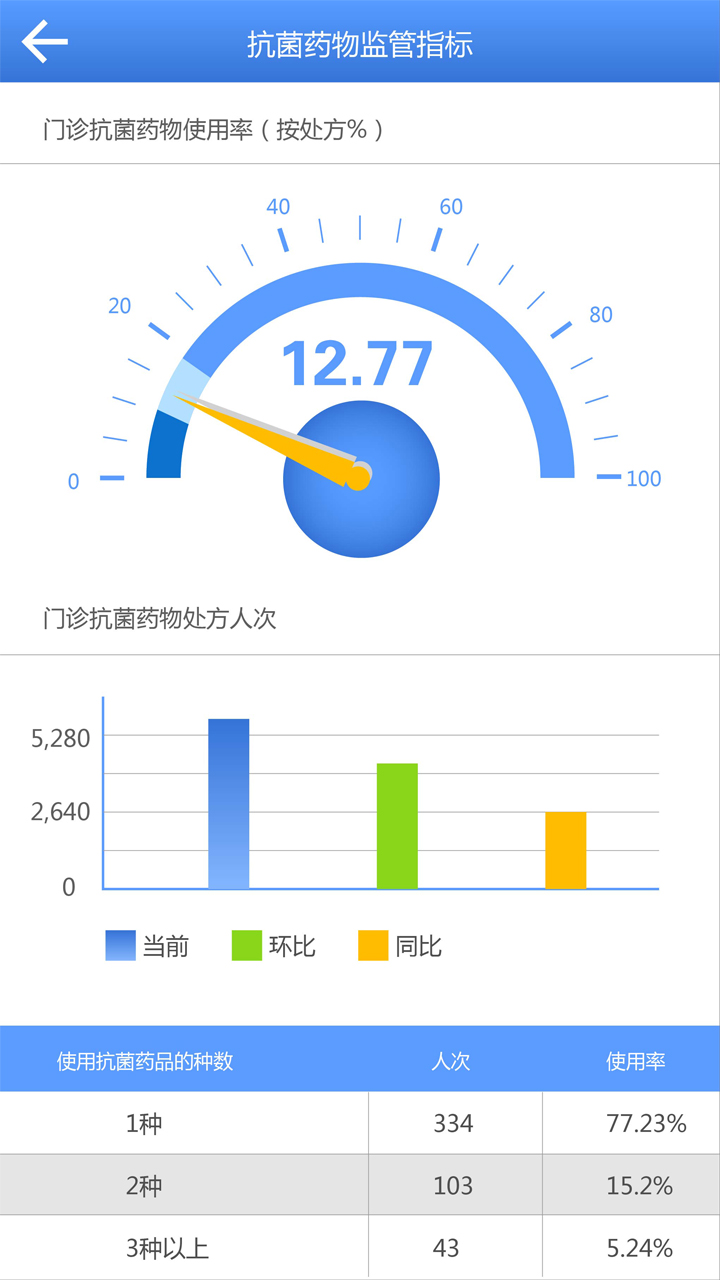 抗菌药物监管指标
门诊抗菌药物使用率（按处方%）
40 60
20 80
12.77
0 100
门诊抗菌药物处方人次
5,280
2,640
0
当前 环比 同比
使用抗菌药品的种数 人次 使用率
1种 334 77.23%
2种 103 15.2%
3种以上 43 5.24%